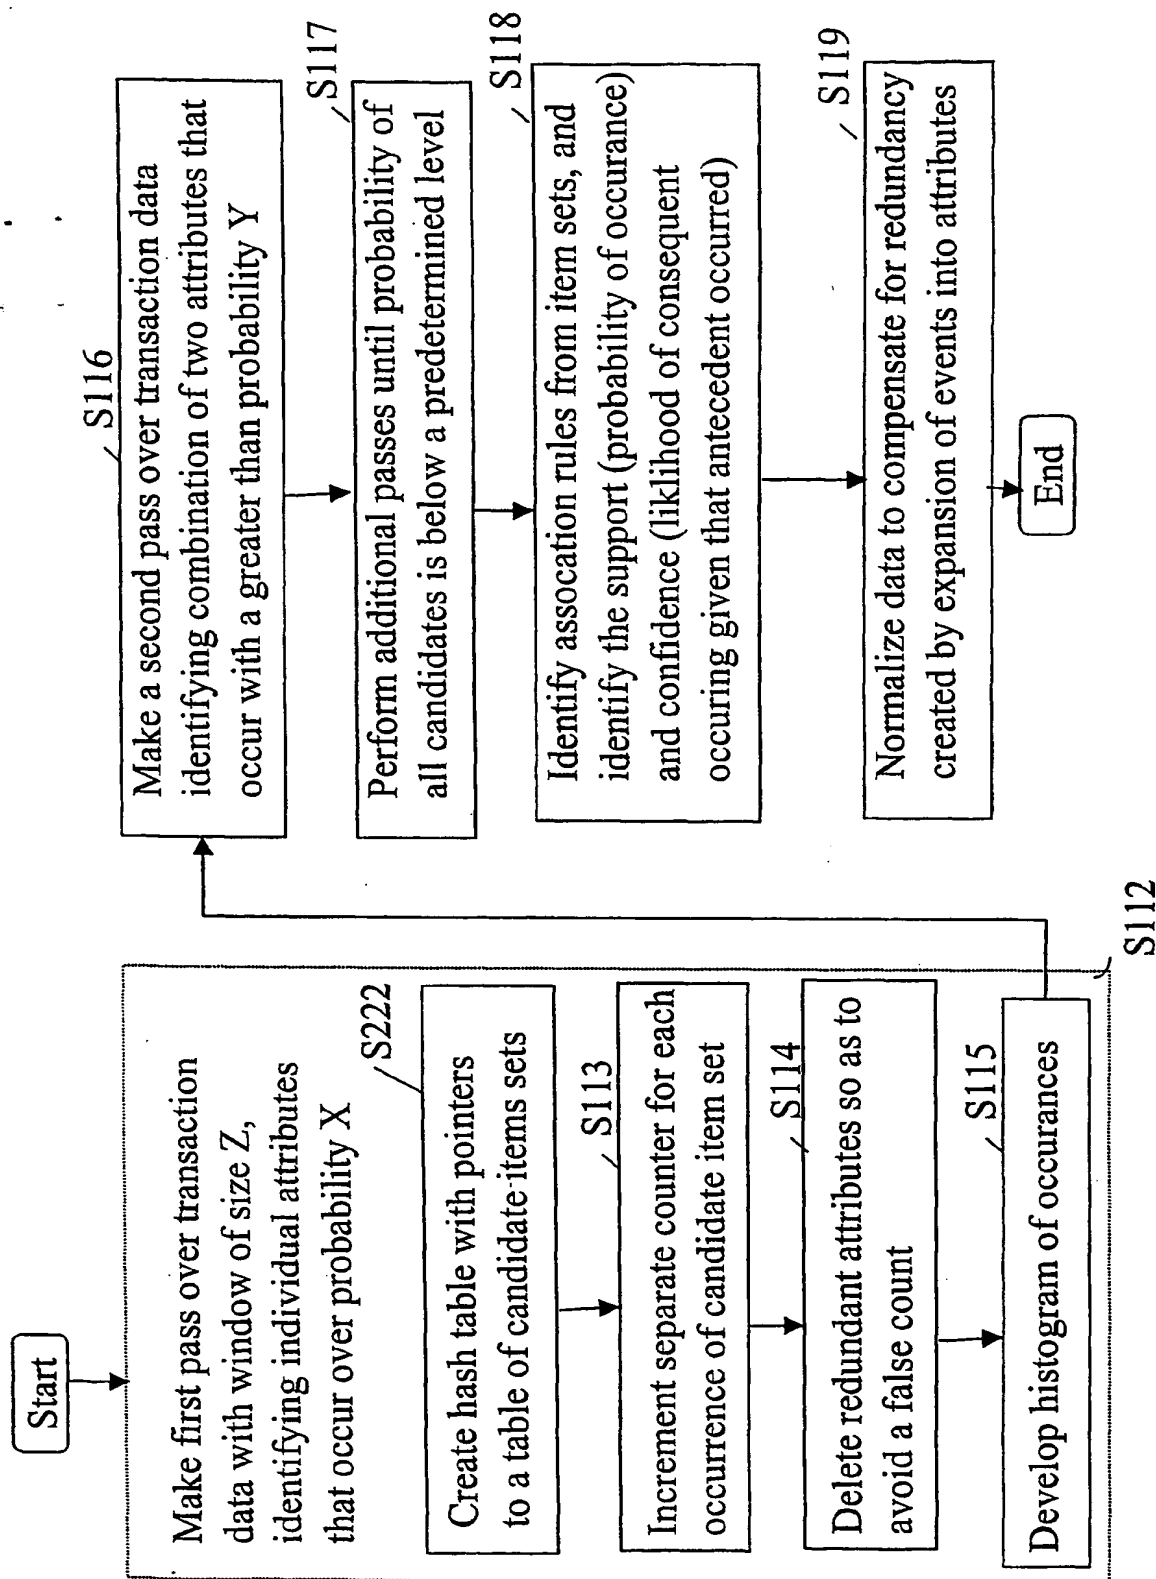 Start
Make first pass over transaction
data with window of size Z,
identifying individual attributes
that occur over probability X
S222
Create hash table with pointers
to a table of candidate items sets
S113
Increment separate counter for each
occurrence of candidate item set
S114
Delete redundant attributes so as to
avoid a false count
S115
Develop histogram of occurances
S112
S116
Make a second pass over transaction data
identifying combination of two attributes that
occur with a greater than probability Y
S117
Perform additional passes until probability of
all candidates is below a predetermined level
S118
Identify assocation rules from item sets, and
identify the support (probability of occurance)
and confidence (liklihood of consequent
occuring given that antecedent occurred)
S119
Normalize data to compensate for redundancy
created by expansion of events into attributes
End